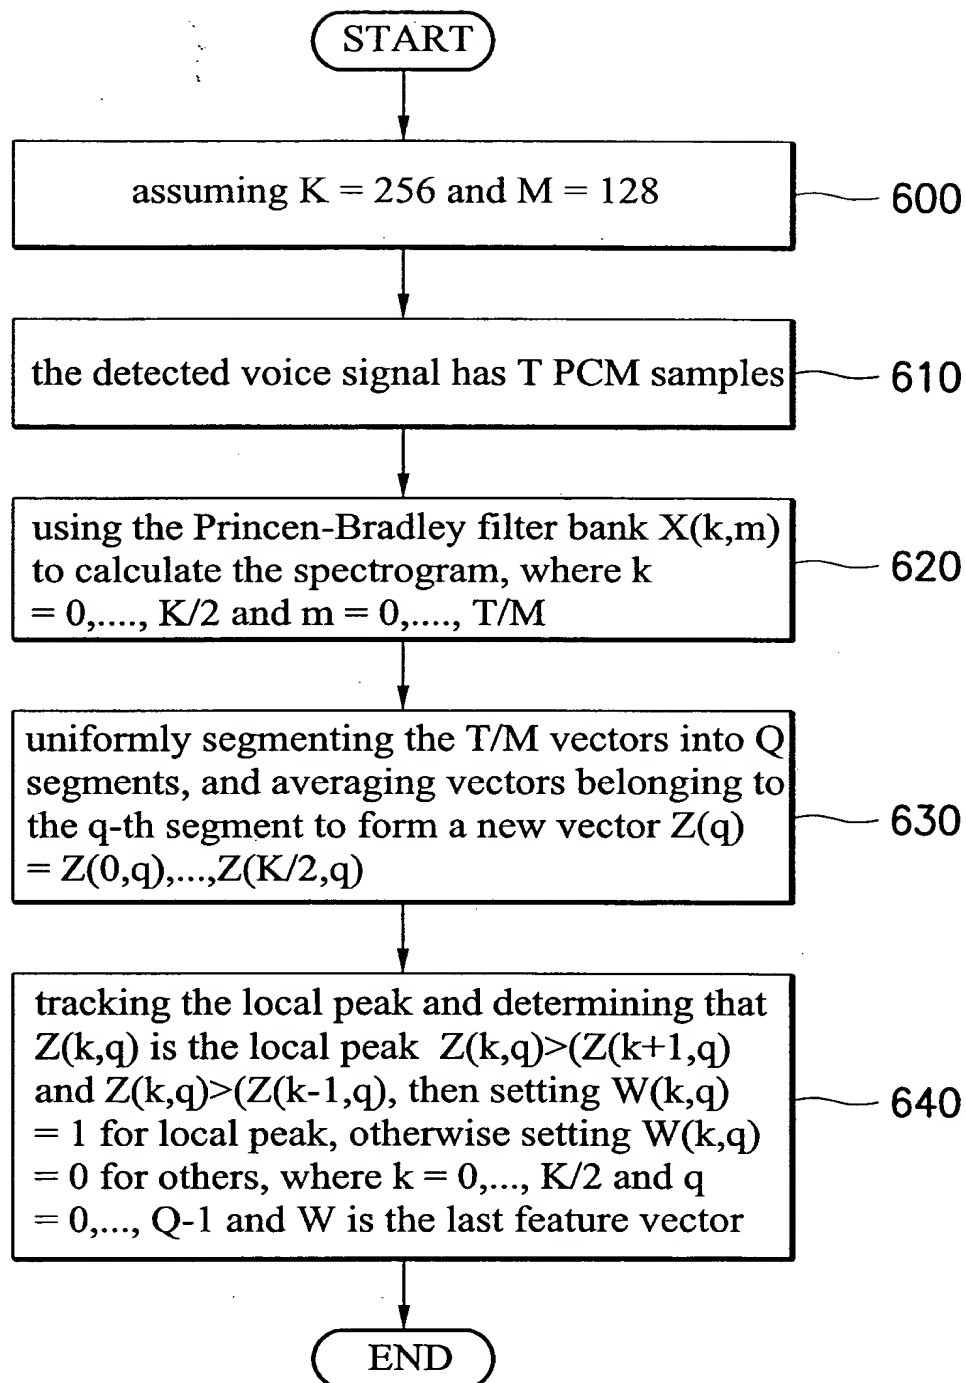 START
assuming K = 256 and M = 128
600
the detected voice signal has T PCM samples
610
using the Princen-Bradley filter bank X(k,m)
to calculate the spectrogram, where k
= 0,...., K/2 and m = 0,...., T/M
620
uniformly segmenting the T/M vectors into Q
segments, and averaging vectors belonging to
the q-th segment to form a new vector Z(q)
= Z(0,q),...,Z(K/2,q)
630
tracking the local peak and determining that
Z(k,q) is the local peak Z(k,q)>(Z(k+1,q)
and Z(k,q)>(Z(k-1,q), then setting W(k,q)
= 1 for local peak, otherwise setting W(k,q)
= 0 for others, where k = 0,..., K/2 and q
= 0,..., Q-1 and W is the last feature vector
640
END